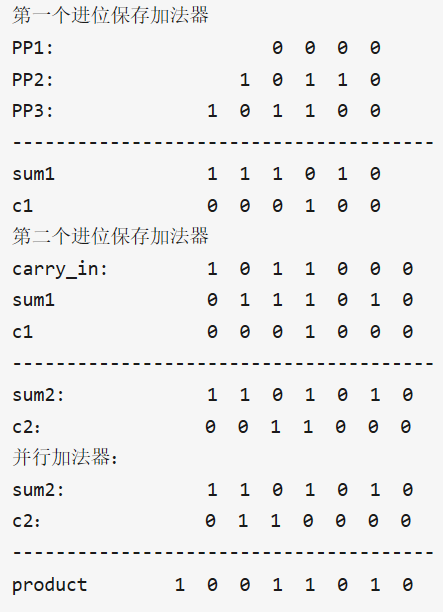 第一个进位保存加法器
PP1: 0 0 0 0
PP2: 1 0 1 1 0
PP3: 1 0 1 1 0 0
----------------------------------------
sum1 1 1 1 0 1 0
c1 0 0 0 1 0 0
第二个进位保存加法器
carry_in: 1 0 1 1 0 0 0
sum1 0 1 1 1 0 1 0
c1 0 0 0 1 0 0 0
----------------------------------------
sum2: 1 1 0 1 0 1 0
c2: 0 0 1 1 0 0 0
并行加法器：
sum2: 1 1 0 1 0 1 0
c2: 0 1 1 0 0 0 0
----------------------------------------
product 1 0 0 1 1 0 1 0